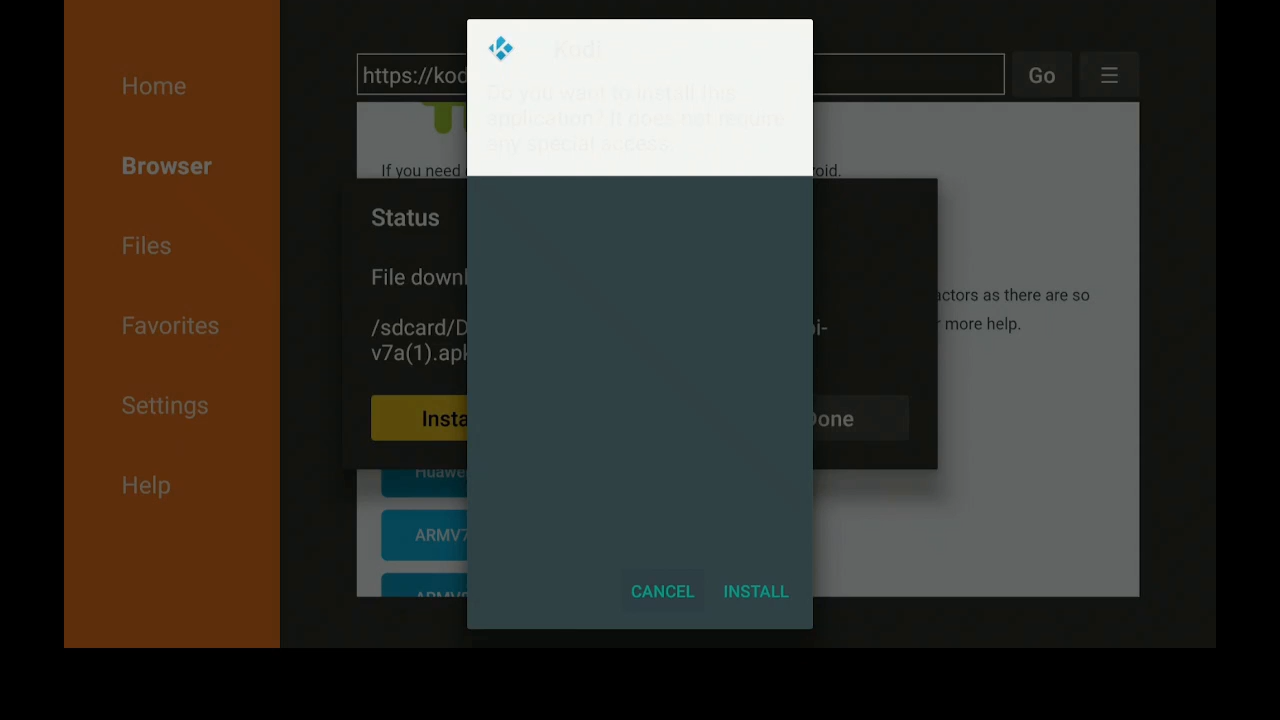 Home
Browser
Files
Favorites
Settings
Help
https://kod
Go
If you need
oid.
Status
File downl
/sdcard/D
v7a(1).apk
Insta
Done
actors as there are so
more help.
Huawei
ARMV7
ARMV8
Kodi
Do you want to install this
application? It does not require
any special access.
CANCEL
INSTALL